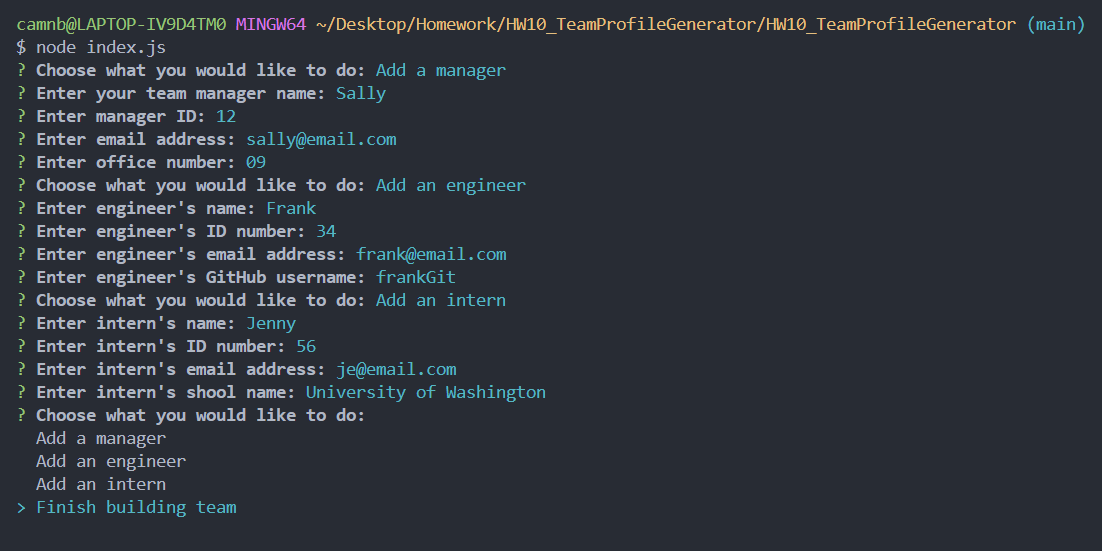 camnb@LAPTOP-IV9D4TM0 MINGW64 ~/Desktop/Homework/HW10_TeamProfileGenerator/HW10_TeamProfileGenerator (main)
$ node index.js
? Choose what you would like to do: Add a manager
? Enter your team manager name: Sally
? Enter manager ID: 12
? Enter email address: sally@email.com
? Enter office number: 09
? Choose what you would like to do: Add an engineer
? Enter engineer's name: Frank
? Enter engineer's ID number: 34
? Enter engineer's email address: frank@email.com
? Enter engineer's GitHub username: frankGit
? Choose what you would like to do: Add an intern
? Enter intern's name: Jenny
? Enter intern's ID number: 56
? Enter intern's email address: je@email.com
? Enter intern's shool name: University of Washington
? Choose what you would like to do:
Add a manager
Add an engineer
Add an intern
> Finish building team